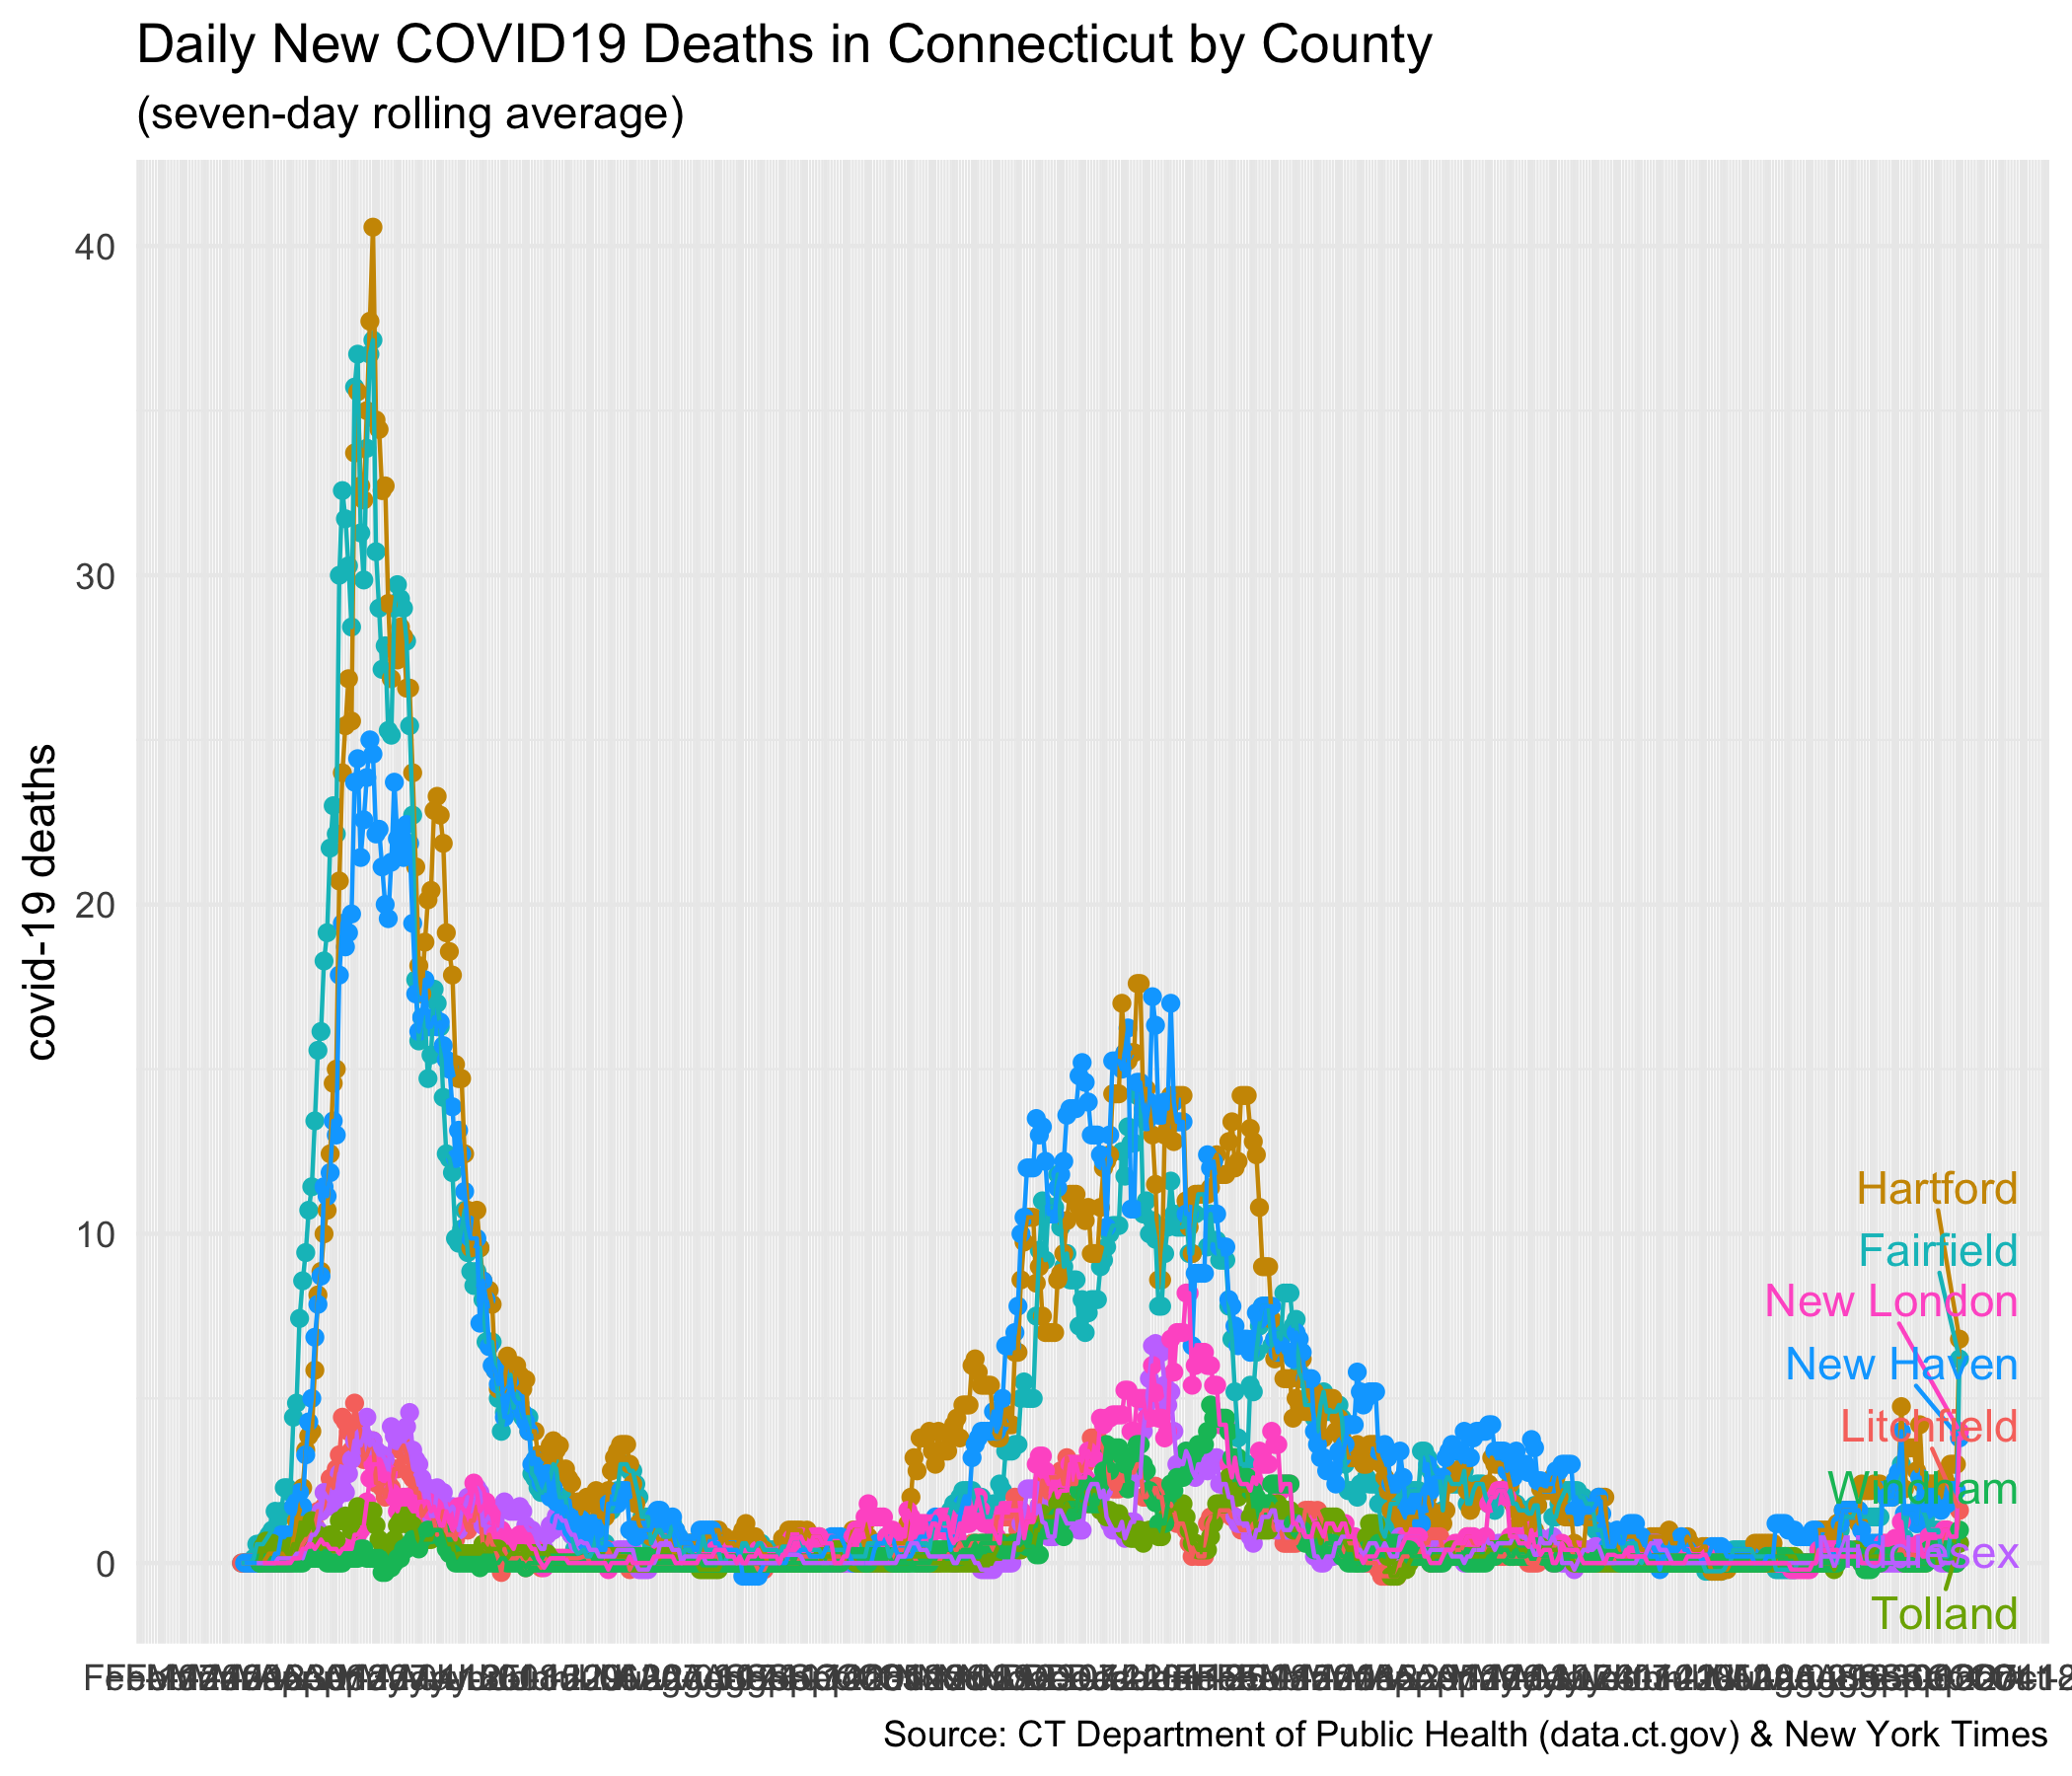 Daily New COVID19 Deaths in Connecticut by County
(seven-day rolling average)
40
30
20
10
0
covid-19 deaths
Hartford
Fairfield
New London
New Haven
Litchfield
Windham
Middlesex
Tolland
Source: CT Department of Public Health (data.ct.gov) & New York Times